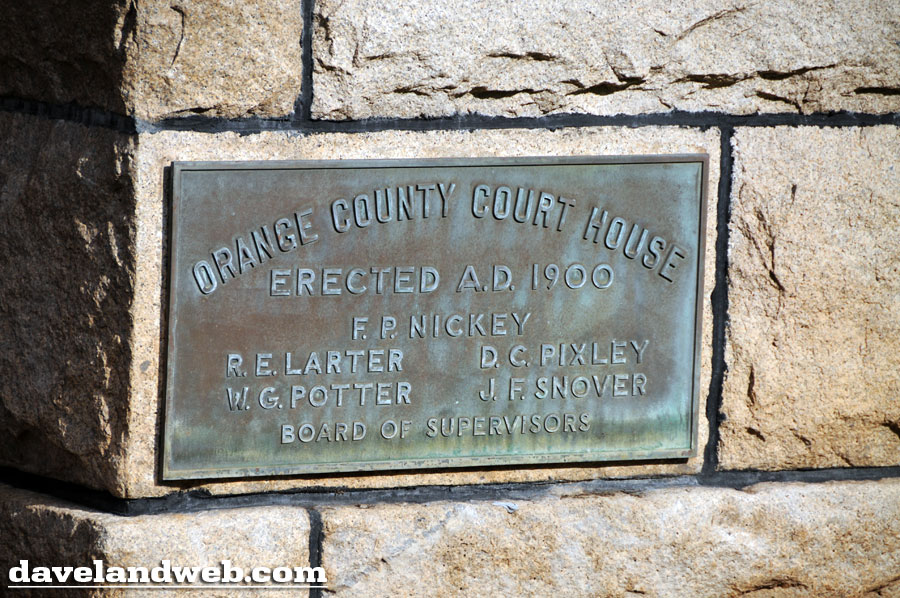 ORANGE COUNTY COURT HOUSE
ERECTED A.D. 1900
F. P. NICKEY
R. E. LARTER D. C. PIXLEY
W. G. POTTER J. F. SNOVER
BOARD OF SUPERVISORS
davelandweb.com